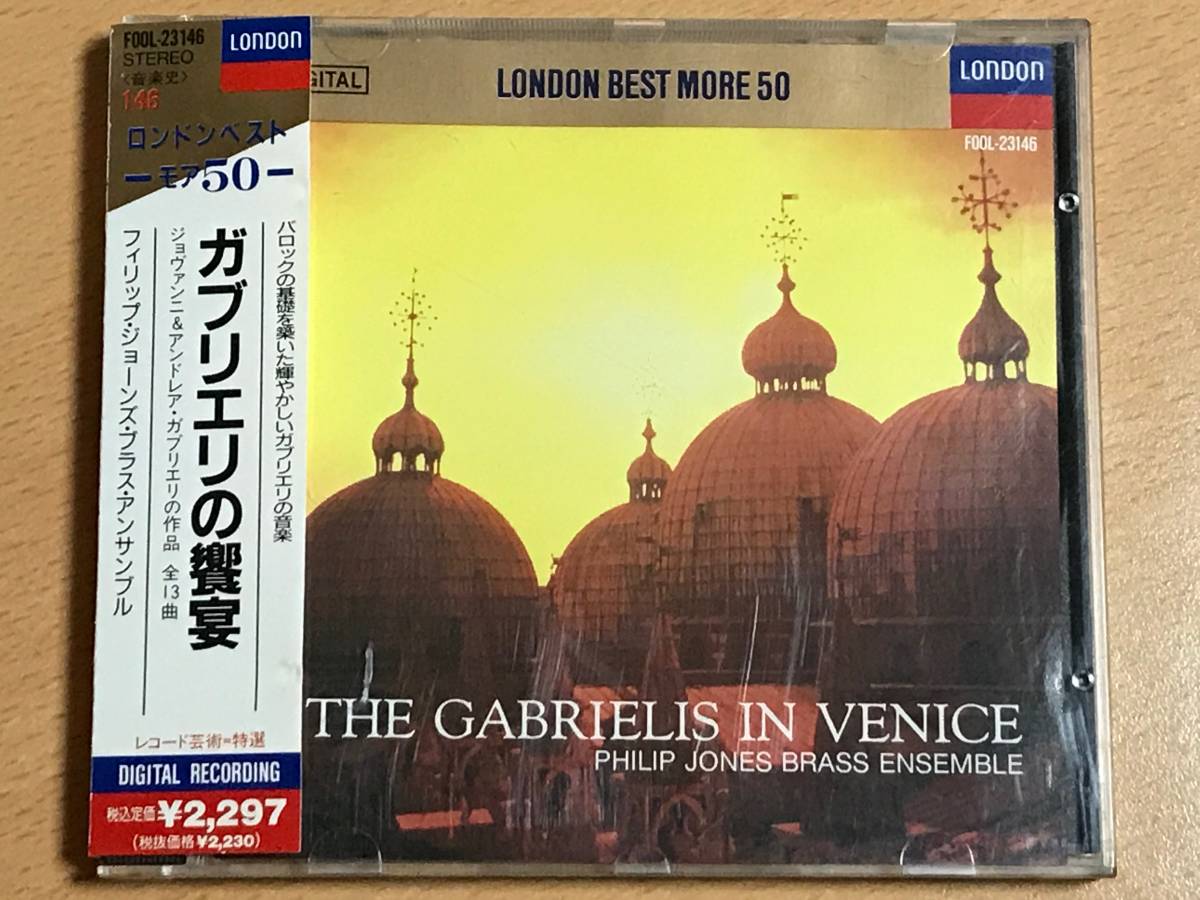 F00L-23146
STEREO
〈音楽史〉
146
LONDON
ロンドンベスト
ーモア50ー
バロックの基礎を築いた輝やかしいガブリエリの音楽
ガブリエリの饗宴
ジョヴァンニ&アンドレア・ガブリエリの作品 全13曲
フィリップ・ジョーンズ・ブラス・アンサンブル
レコード芸術=特選
DIGITAL RECORDING
税込定価¥2,297
(税抜価格¥2,230)
GITAL
LONDON BEST MORE 50
LONDON
F00L-23146
THE GABRIELIS IN VENICE
PHILIP JONES BRASS ENSEMBLE